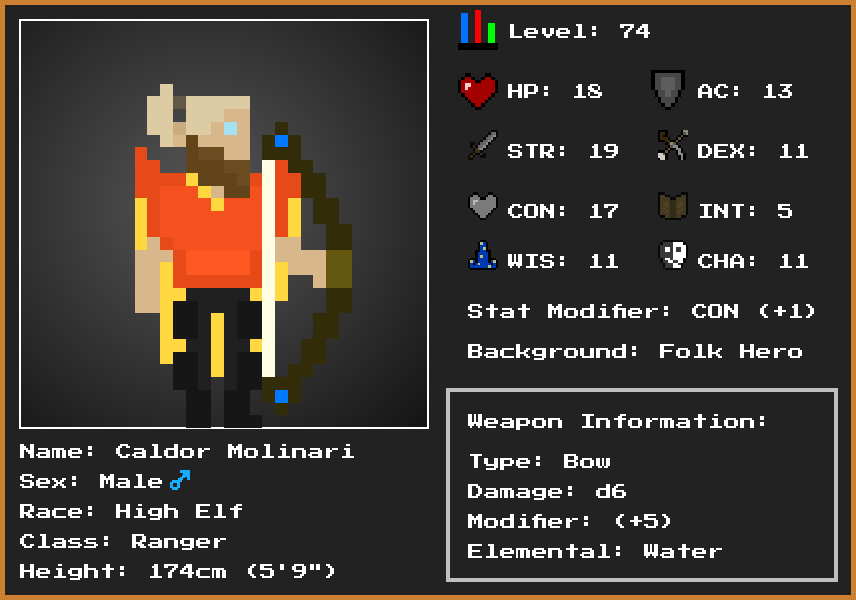 Level: 74
HP: 18 AC: 13
STR: 19 DEX: 11
CON: 17 INT: 5
WIS: 11 CHA: 11
Stat Modifier: CON (+1)
Background: Folk Hero
Weapon Information:
Type: Bow
Damage: d6
Modifier: (+5)
Elemental: Water
Name: Caldor Molinari
Sex: Male♂
Race: High Elf
Class: Ranger
Height: 174cm (5'9")